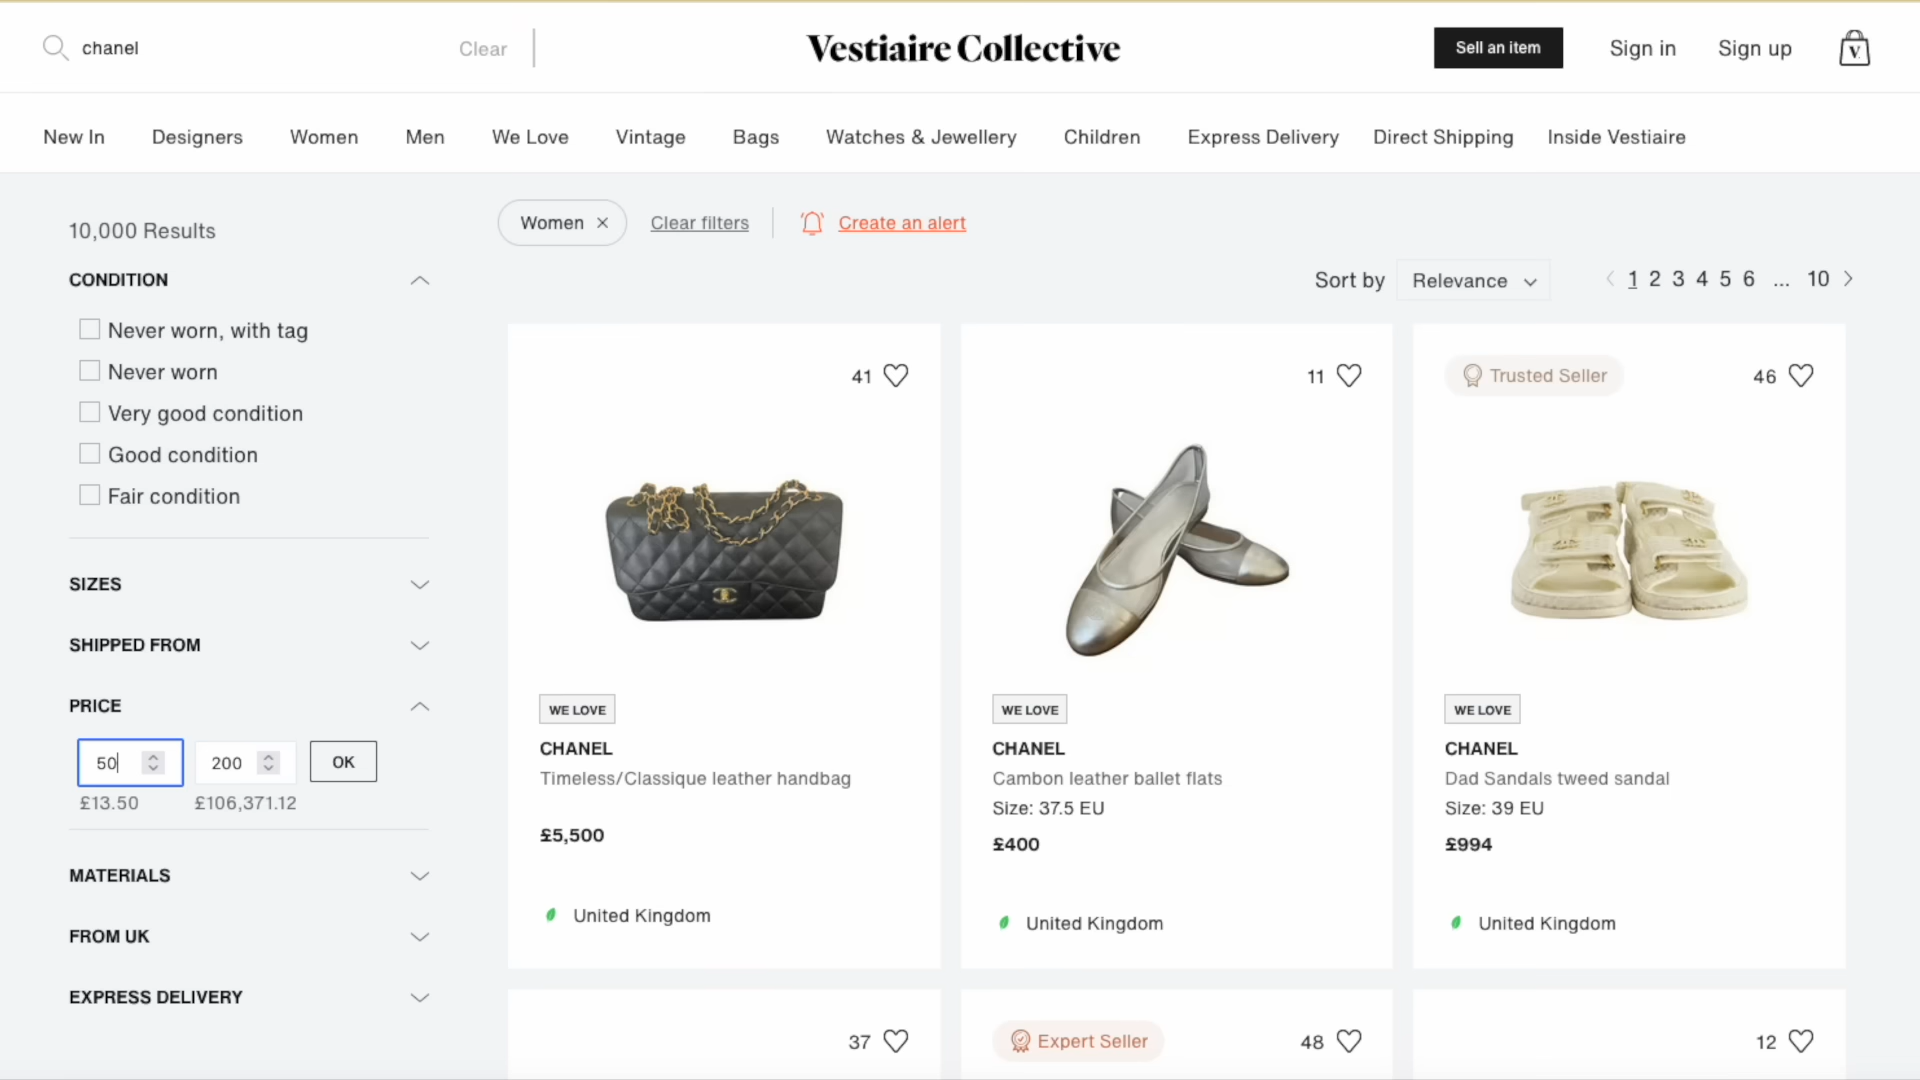 chanel
Clear
Vestiaire Collective
Sell an item
Sign in
Sign up
V.
New In
Designers
Women
Men
We Love
Vintage
Bags
Watches & Jewellery
Children
Express Delivery
Direct Shipping
Inside Vestiaire
10,000 Results
Women ×
Clear filters
Create an alert
Sort by
Relevance
1 2 3 4 5 6 ... 10
CONDITION
Never worn, with tag
Never worn
Very good condition
Good condition
Fair condition
SIZES
SHIPPED FROM
PRICE
50
200
OK
£13.50
£106,371.12
MATERIALS
FROM UK
EXPRESS DELIVERY
41
WE LOVE
CHANEL
Timeless/Classique leather handbag
£5,500
United Kingdom
11
WE LOVE
CHANEL
Cambon leather ballet flats
Size: 37.5 EU
£400
United Kingdom
Trusted Seller
46
WE LOVE
CHANEL
Dad Sandals tweed sandal
Size: 39 EU
£994
United Kingdom
37
Expert Seller
48
12